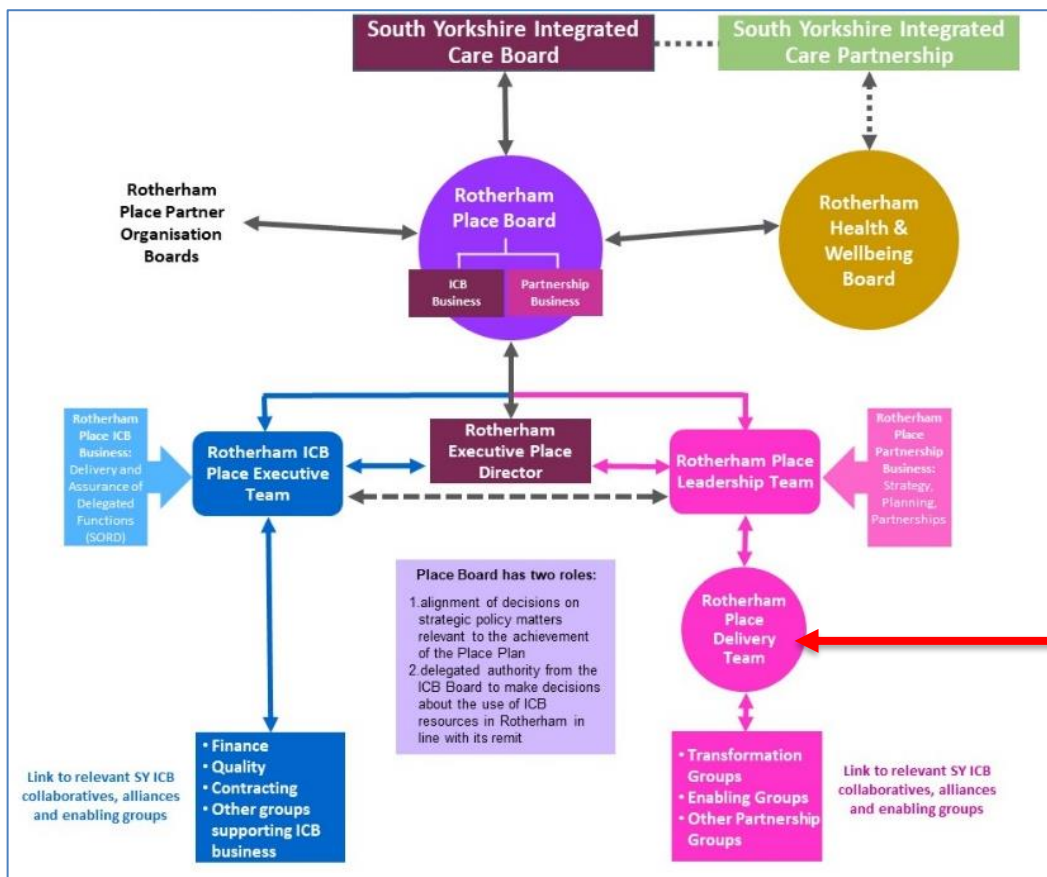 South Yorkshire Integrated
Care Board
South Yorkshire Integrated
Care Partnership
Rotherham
Place Partner
Organisation
Boards
Rotherham
Place Board
ICB
Business
Partnership
Business
Rotherham
Health &
Wellbeing
Board
Rotherham
Place ICB
Business:
Delivery and
Assurance of
Delegated
Functions
(SORD)
Rotherham ICB
Place Executive
Team
Rotherham
Executive Place
Director
Rotherham Place
Leadership Team
Rotherham
Place
Partnership
Business:
Strategy,
Planning,
Partnerships
Place Board has two roles:
1.alignment of decisions on
strategic policy matters
relevant to the achievement
of the Place Plan
2.delegated authority from the
ICB Board to make decisions
about the use of ICB
resources in Rotherham in
line with its remit
Rotherham
Place
Delivery
Team
Link to relevant SY ICB
collaboratives, alliances
and enabling groups
• Finance
• Quality
• Contracting
• Other groups
supporting ICB
business
• Transformation
Groups
• Enabling Groups
• Other Partnership
Groups
Link to relevant SY ICB
collaboratives, alliances
and enabling groups